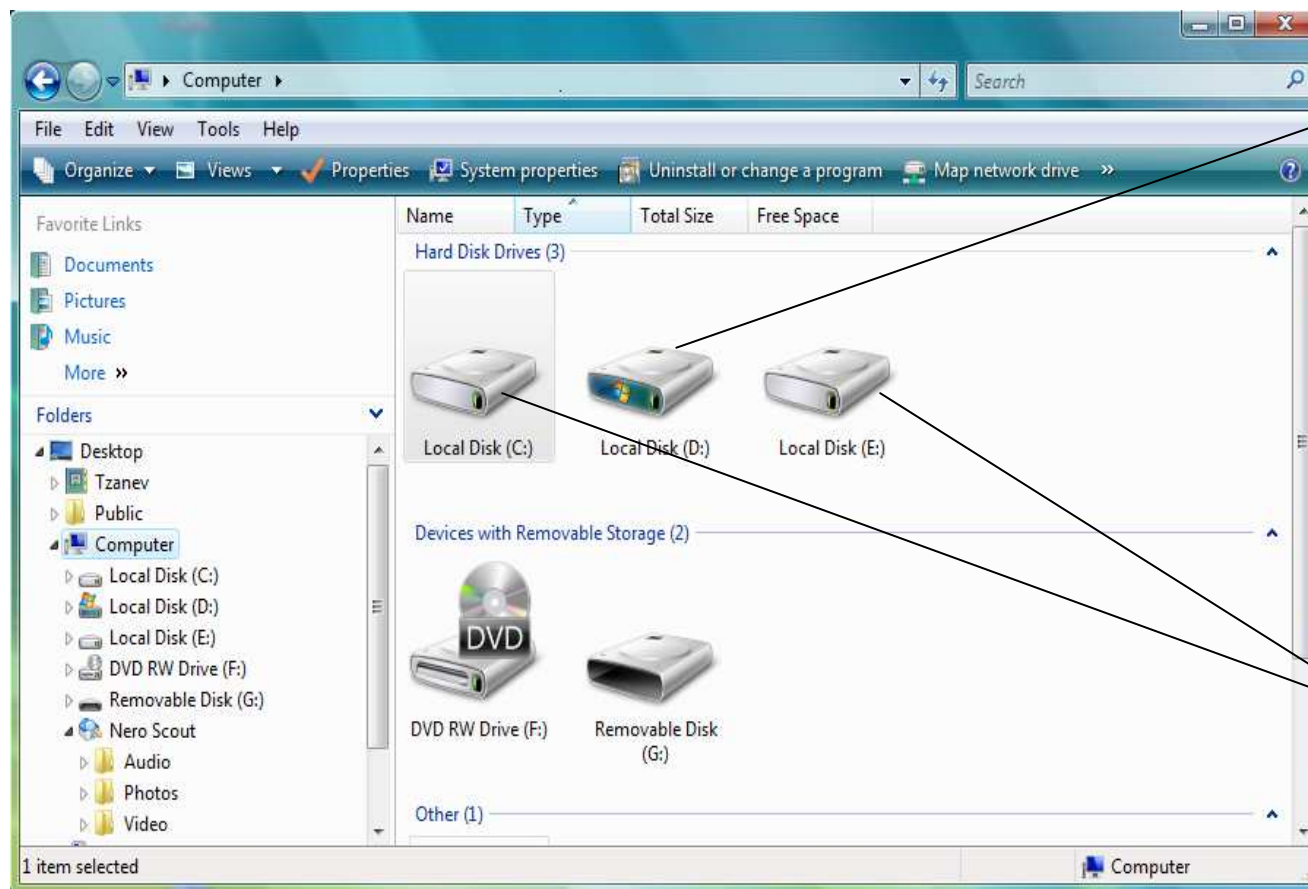 Computer
Search
File Edit View Tools Help
Organize Views Properties System properties Uninstall or change a program Map network drive »
Favorite Links
Documents
Pictures
Music
More »
Folders
Desktop
Tzanev
Public
Computer
Local Disk (C:)
Local Disk (D:)
Local Disk (E:)
DVD RW Drive (F:)
Removable Disk (G:)
Nero Scout
Audio
Photos
Video
Name Type Total Size Free Space
Hard Disk Drives (3)
Local Disk (C:) Local Disk (D:) Local Disk (E:)
Devices with Removable Storage (2)
DVD
DVD RW Drive (F:) Removable Disk
(G:)
Other (1)
1 item selected Computer